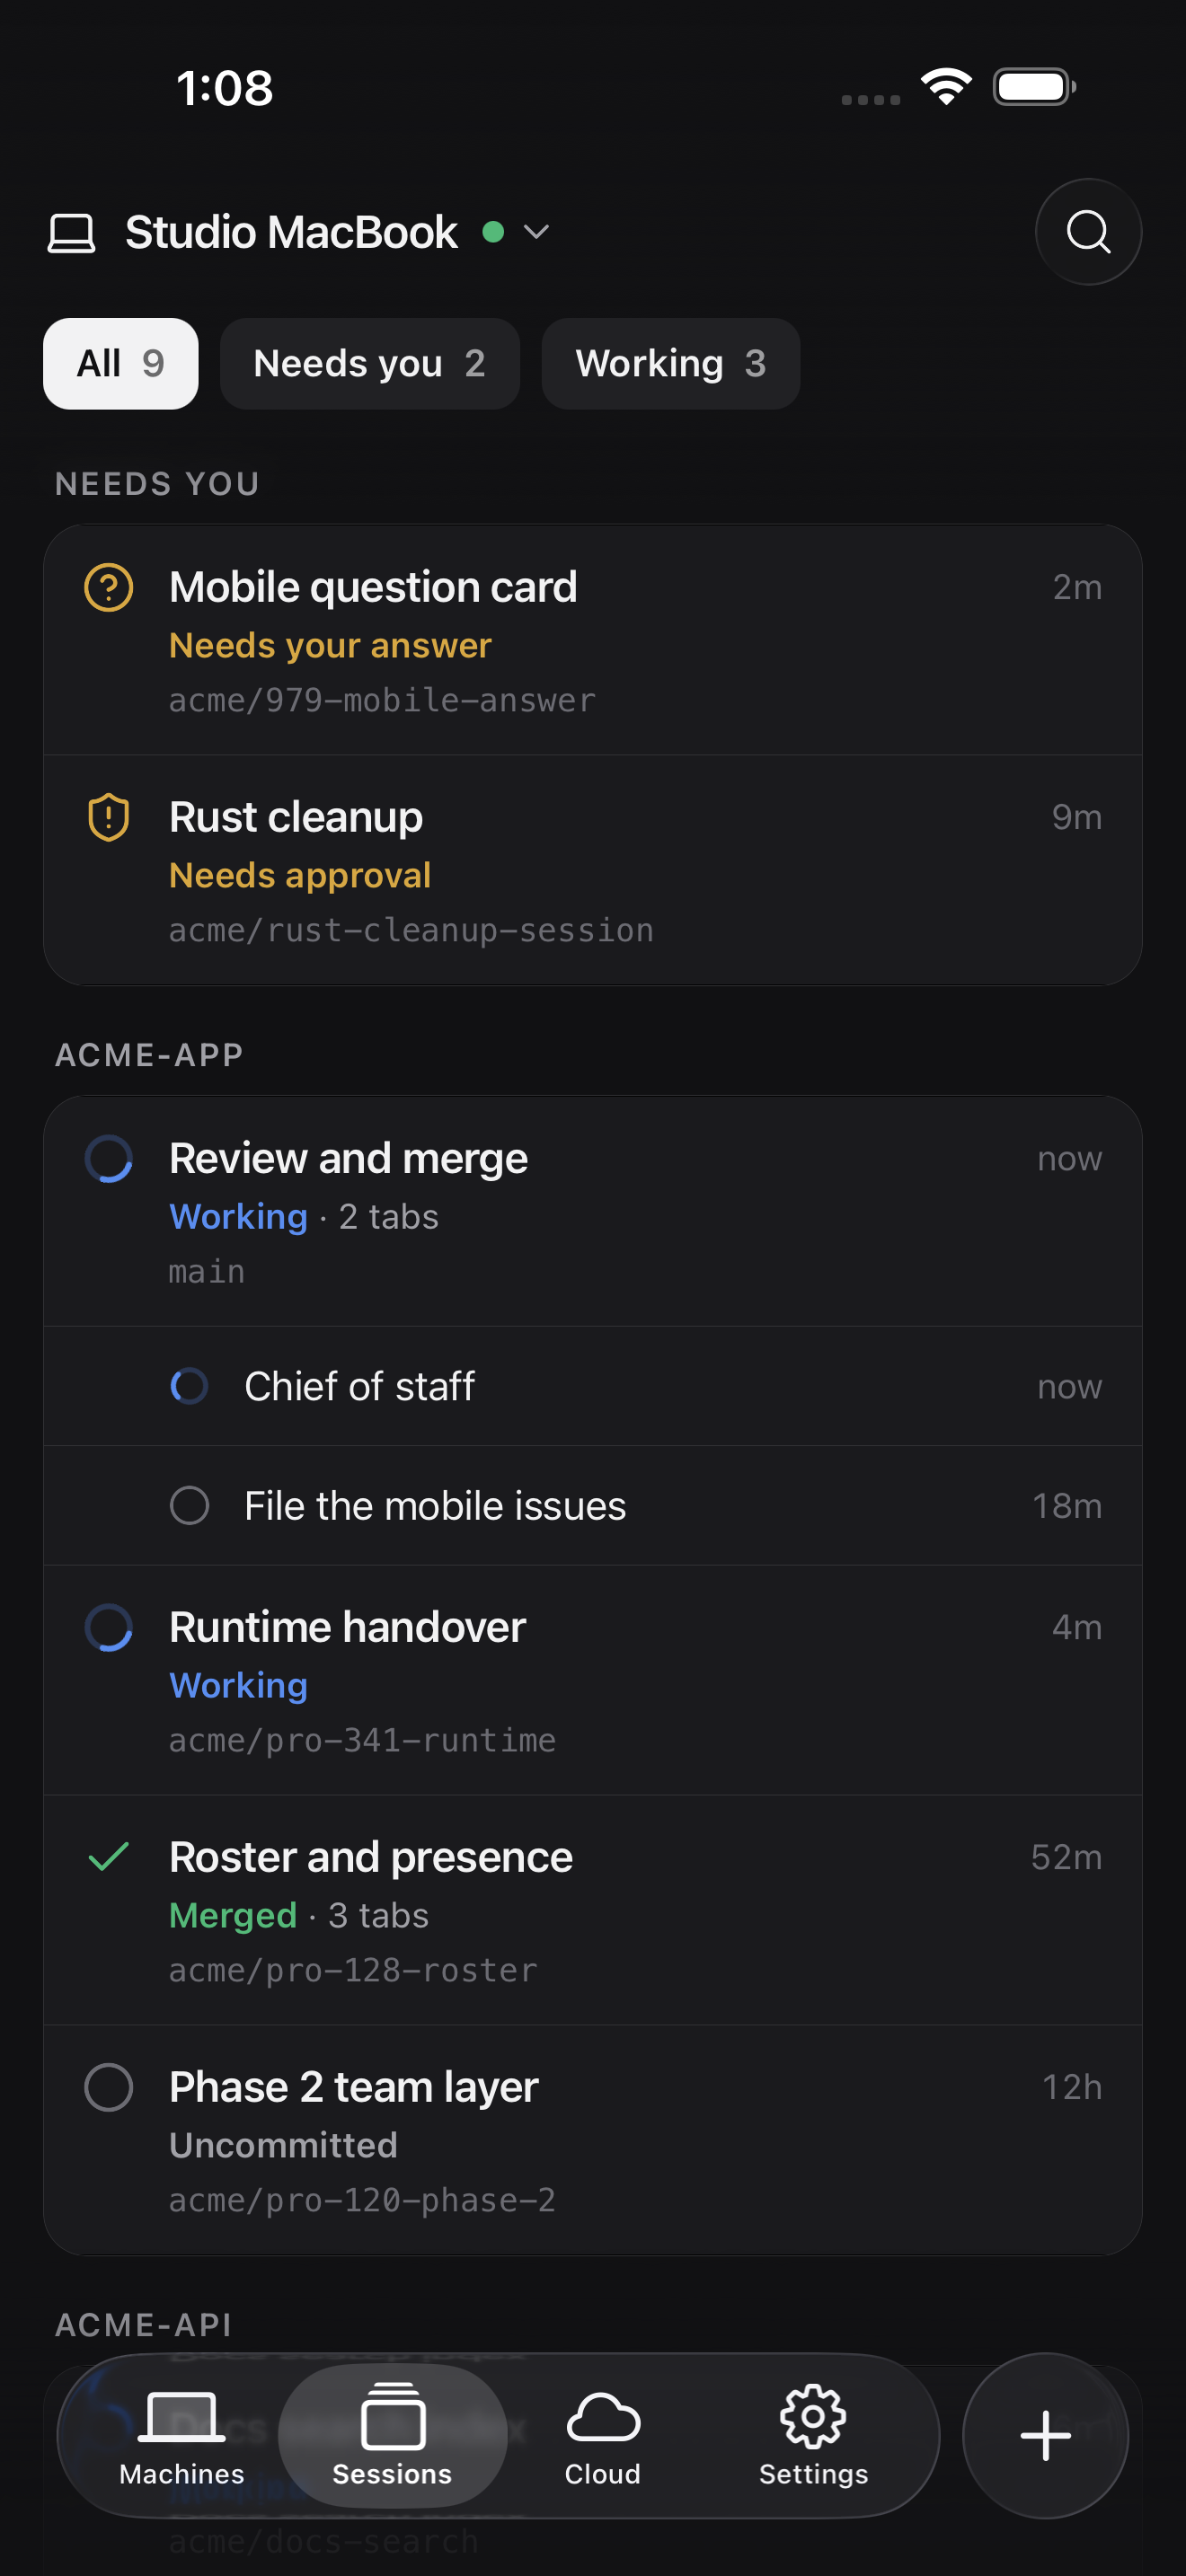 1:08
Studio MacBook
All 9
Needs you 2
Working 3
NEEDS YOU
Mobile question card
2m
Needs your answer
acme/979-mobile-answer
Rust cleanup
9m
Needs approval
acme/rust-cleanup-session
ACME-APP
Review and merge
now
Working · 2 tabs
main
Chief of staff
now
File the mobile issues
18m
Runtime handover
4m
Working
acme/pro-341-runtime
Roster and presence
52m
Merged · 3 tabs
acme/pro-128-roster
Phase 2 team layer
12h
Uncommitted
acme/pro-120-phase-2
ACME-API
Machines
Sessions
Cloud
Settings
acme/docs-search